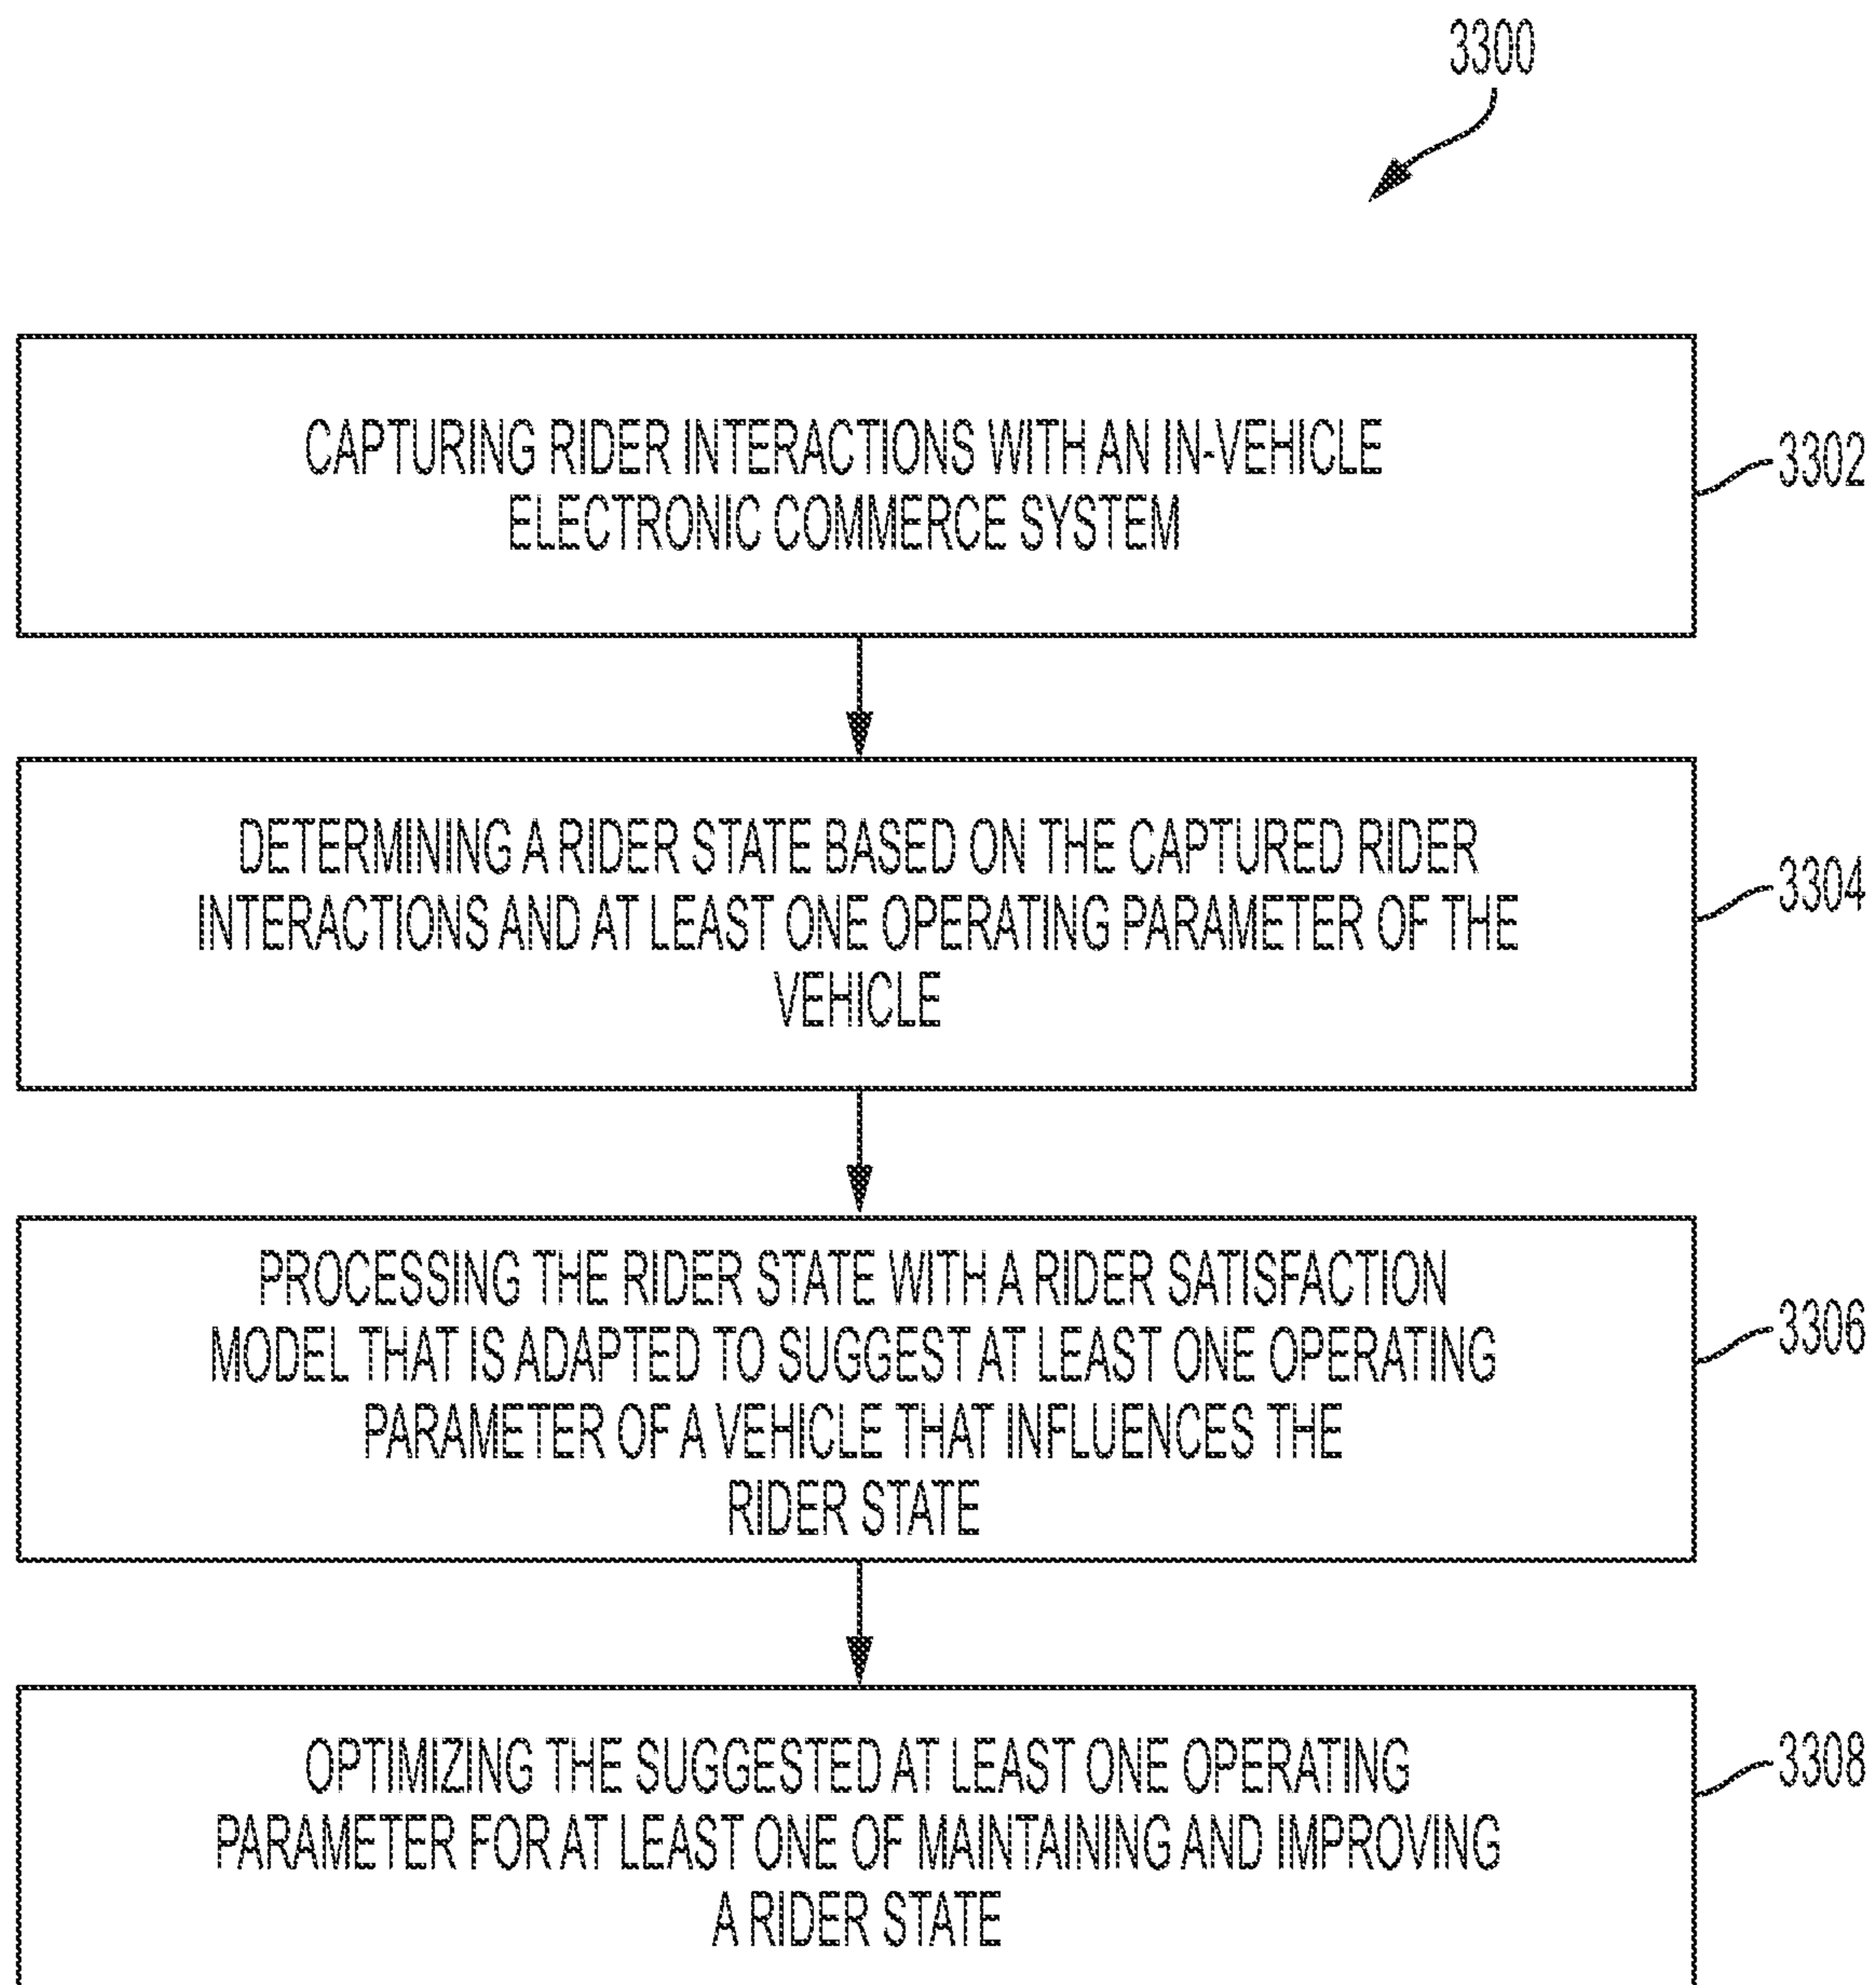 3300
CAPTURING RIDER INTERACTIONS WITH AN IN-VEHICLE
ELECTRONIC COMMERCE SYSTEM
3302
DETERMINING A RIDER STATE BASED ON THE CAPTURED RIDER
INTERACTIONS AND AT LEAST ONE OPERATING PARAMETER OF THE
VEHICLE
3304
PROCESSING THE RIDER STATE WITH A RIDER SATISFACTION
MODEL THAT IS ADAPTED TO SUGGEST AT LEAST ONE OPERATING
PARAMETER OF A VEHICLE THAT INFLUENCES THE
RIDER STATE
3306
OPTIMIZING THE SUGGESTED AT LEAST ONE OPERATING
PARAMETER FOR AT LEAST ONE OF MAINTAINING AND IMPROVING
A RIDER STATE
3308